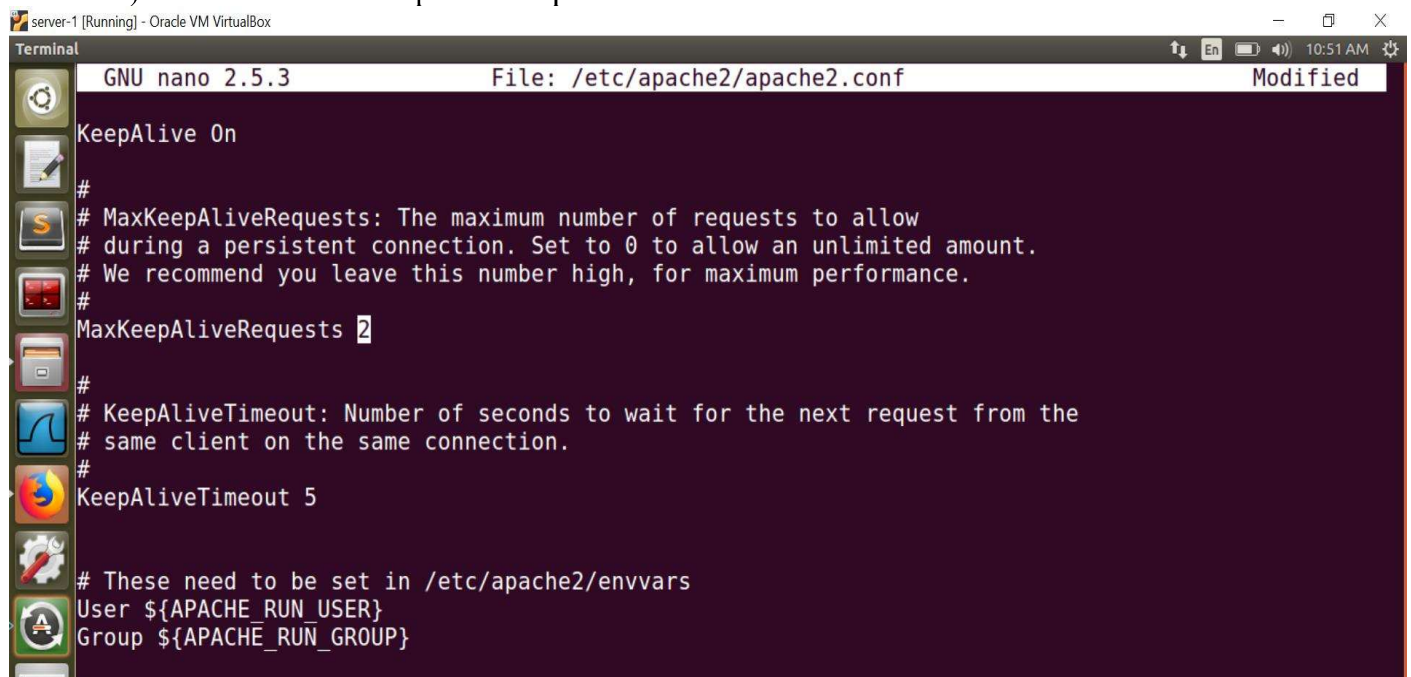 server-1 [Running] - Oracle VM VirtualBox
Terminal En 10:51 AM
GNU nano 2.5.3 File: /etc/apache2/apache2.conf Modified
KeepAlive On
#
# MaxKeepAliveRequests: The maximum number of requests to allow
# during a persistent connection. Set to 0 to allow an unlimited amount.
# We recommend you leave this number high, for maximum performance.
#
MaxKeepAliveRequests 2
#
# KeepAliveTimeout: Number of seconds to wait for the next request from the
# same client on the same connection.
#
KeepAliveTimeout 5
# These need to be set in /etc/apache2/envvars
User ${APACHE_RUN_USER}
Group ${APACHE_RUN_GROUP}